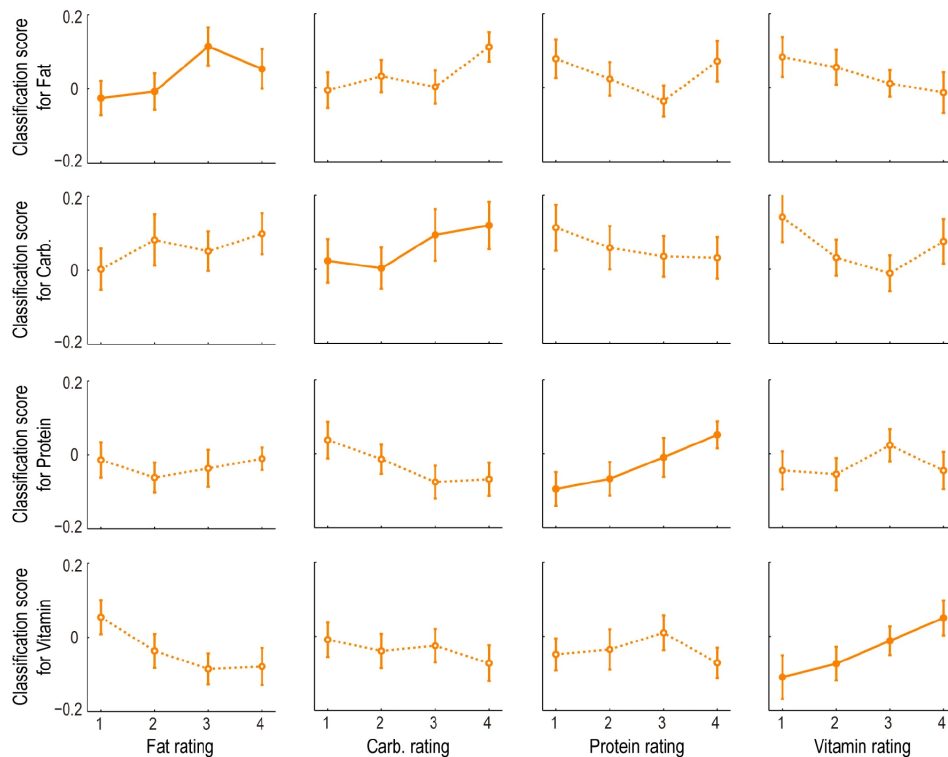 Classification score
for Fat
0.2
0
−0.2
Classification score
for Carb.
0.2
0
−0.2
Classification score
for Protein
0.2
0
−0.2
Classification score
for Vitamin
0.2
0
−0.2
1 2 3 4
Fat rating
1 2 3 4
Carb. rating
1 2 3 4
Protein rating
1 2 3 4
Vitamin rating